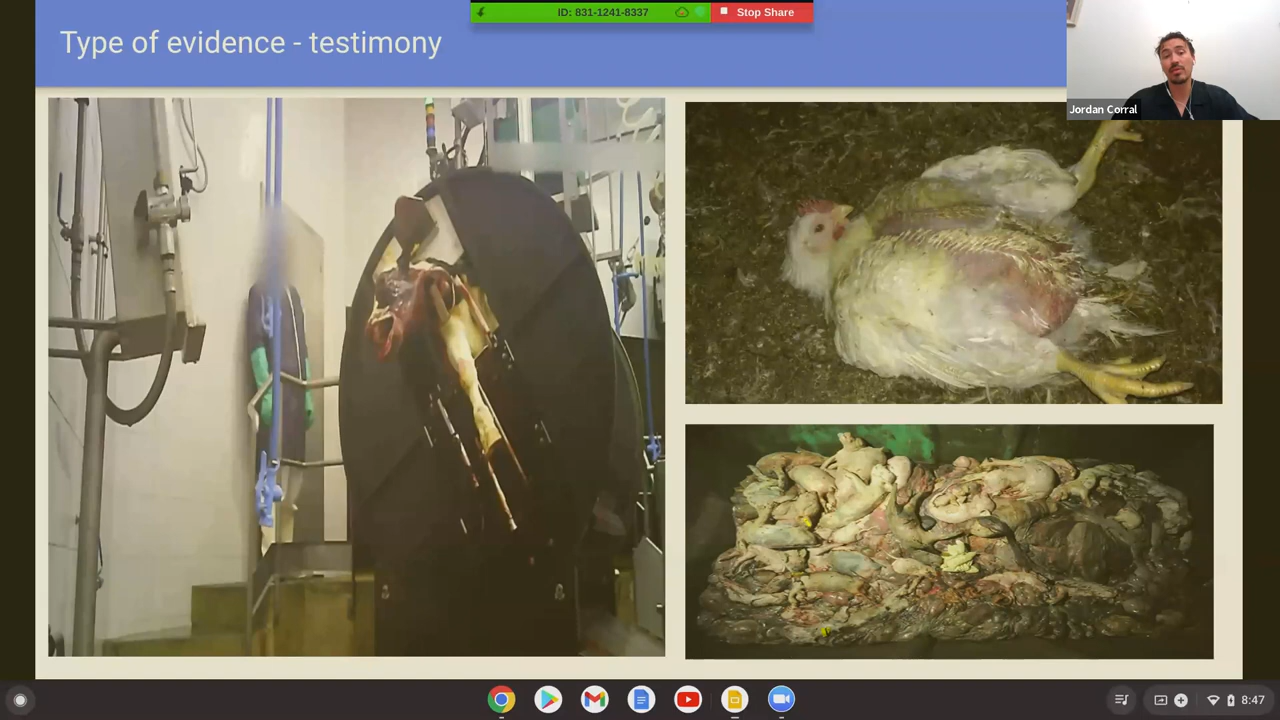 ID: 831-1241-8337
Stop Share
Type of evidence - testimony
Jordan Corral
8:47